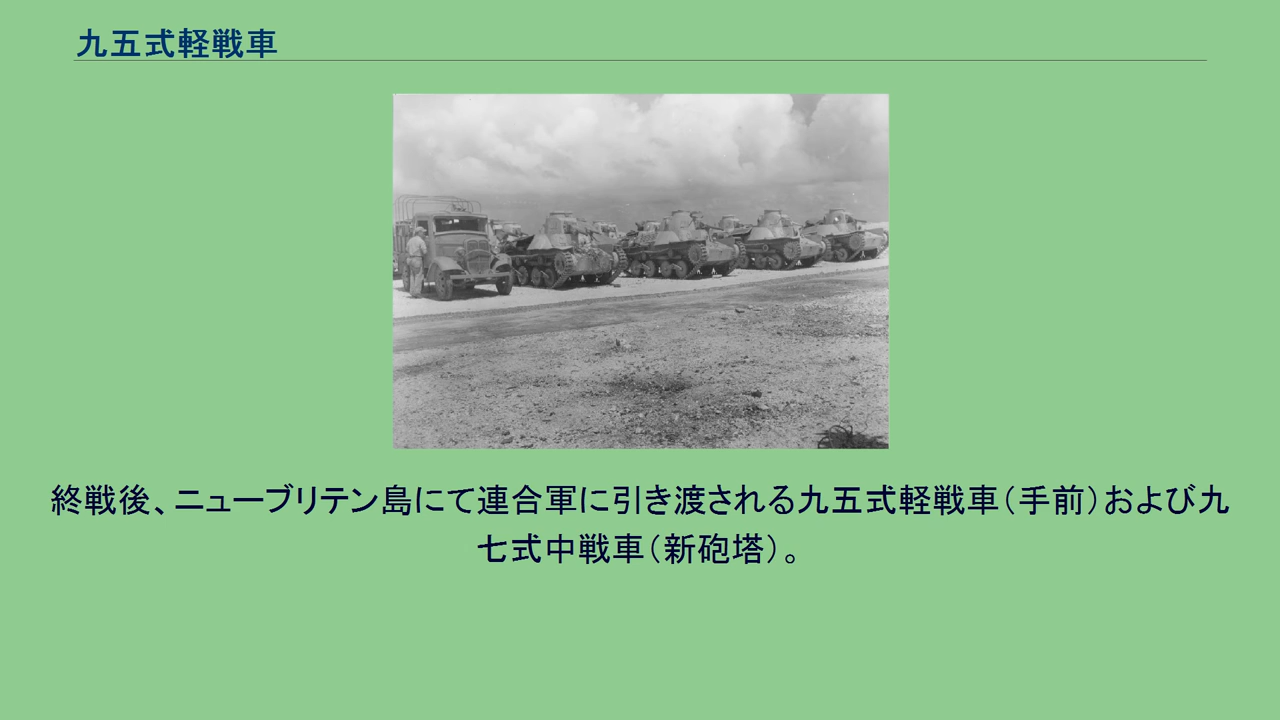 九五式軽戦車
終戦後、ニューブリテン島にて連合軍に引き渡される九五式軽戦車（手前）および九
七式中戦車（新砲塔）。